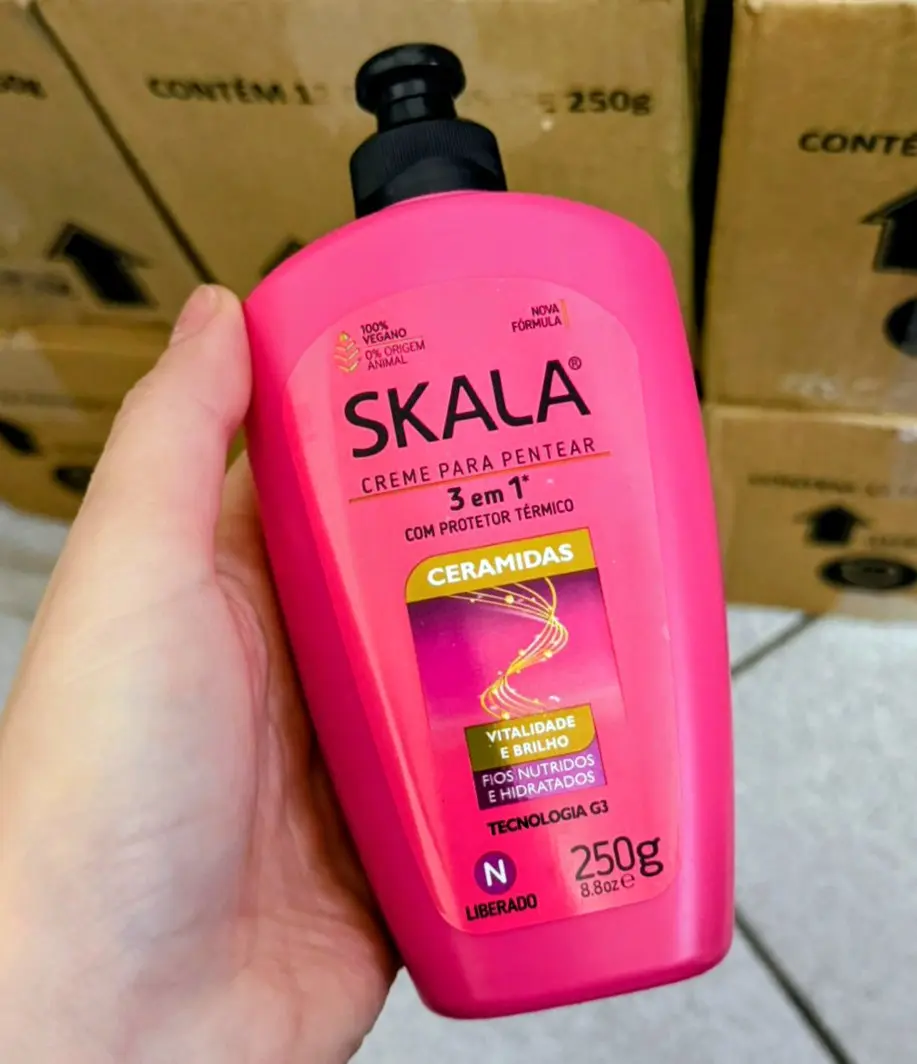 CONTÉM 1
250g
CONTÉ
100%
VEGANO
0% ORIGEM
ANIMAL
NOVA
FÓRMULA
SKALA®
CREME PARA PENTEAR
3 em 1*
COM PROTETOR TÉRMICO
CERAMIDAS
VITALIDADE
E BRILHO
FIOS NUTRIDOS
E HIDRATADOS
TECNOLOGIA G3
N
LIBERADO
250g
8.8oz ℮